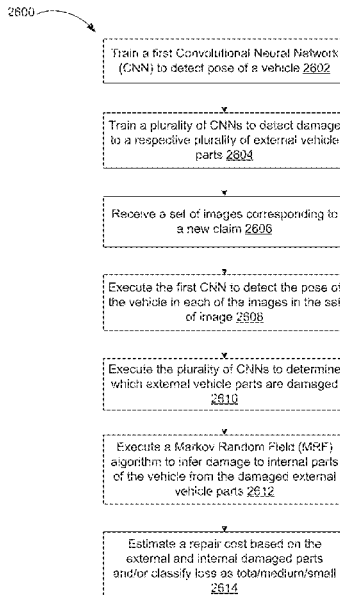 2600
Train a first Convolutional Neural Network
(CNN) to detect pose of a vehicle 2602
Train a plurality of CNNs to detect damage
to a respective plurality of external vehicle
parts 2604
Receive a set of images corresponding to
a new claim 2606
Execute the first CNN to detect the pose of
the vehicle in each of the images in the set
of image 2608
Execute the plurality of CNNs to determine
which external vehicle parts are damaged
2610
Execute a Markov Random Field (MRF)
algorithm to infer damage to internal parts
of the vehicle from the damaged external
vehicle parts 2612
Estimate a repair cost based on the
external and internal damaged parts
and/or classify loss as total/medium/small
2614